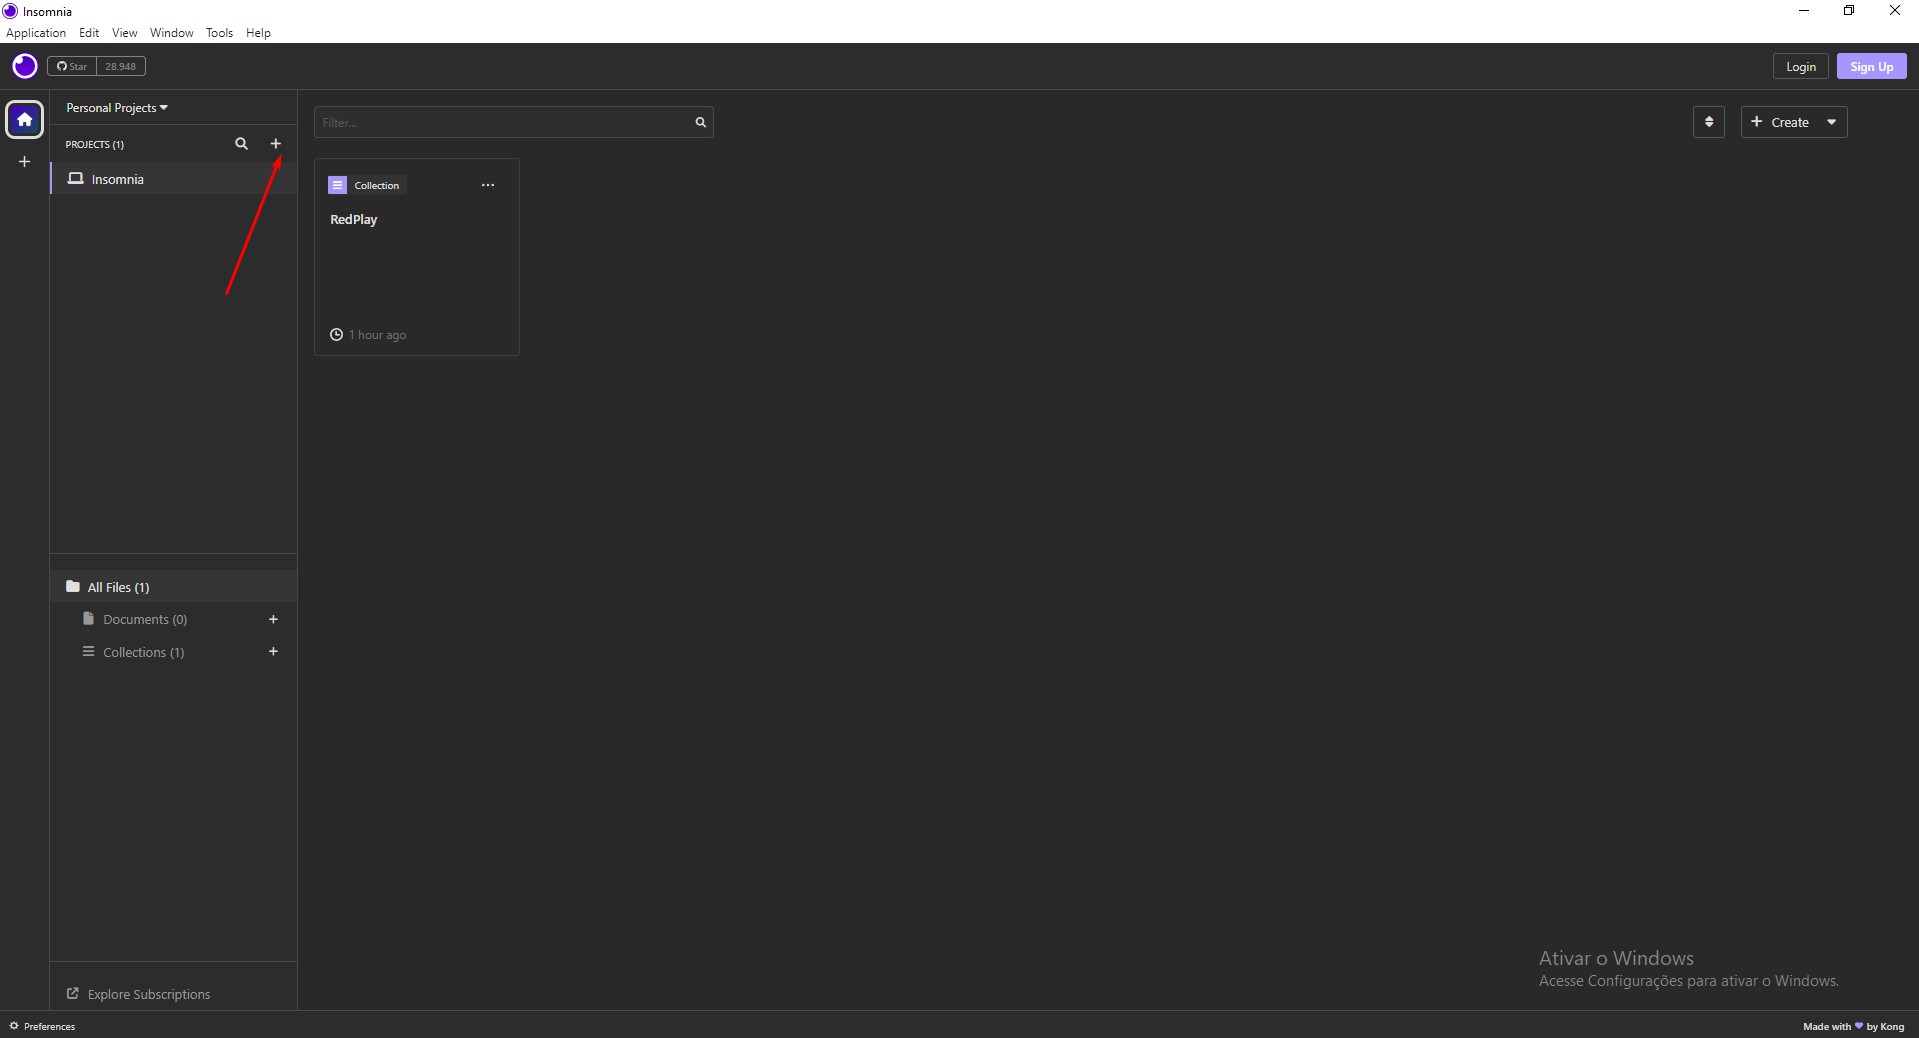 Insomnia
Application Edit View Window Tools Help
Star 28.948
Login Sign Up
Personal Projects
PROJECTS (1)
Insomnia
Filter...
Create
Collection
RedPlay
1 hour ago
All Files (1)
Documents (0)
Collections (1)
Ativar o Windows
Acesse Configurações para ativar o Windows.
Explore Subscriptions
Preferences
Made with 💜 by Kong